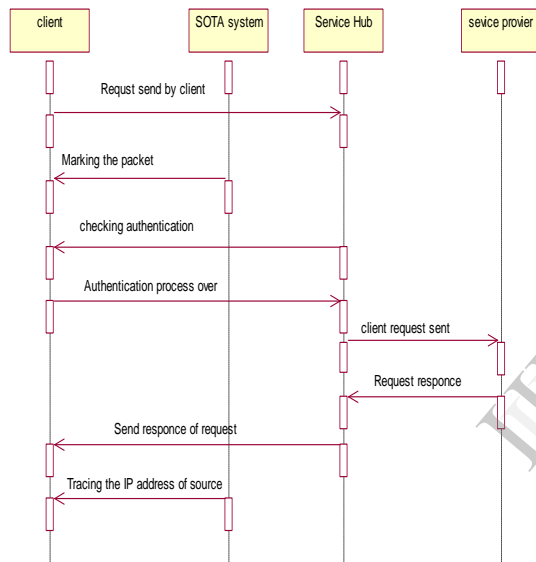 client
SOTA system
Service Hub
sevice provier
Requst send by client
Marking the packet
checking authentication
Authentication process over
client request sent
Request responce
Send responce of request
Tracing the IP address of source